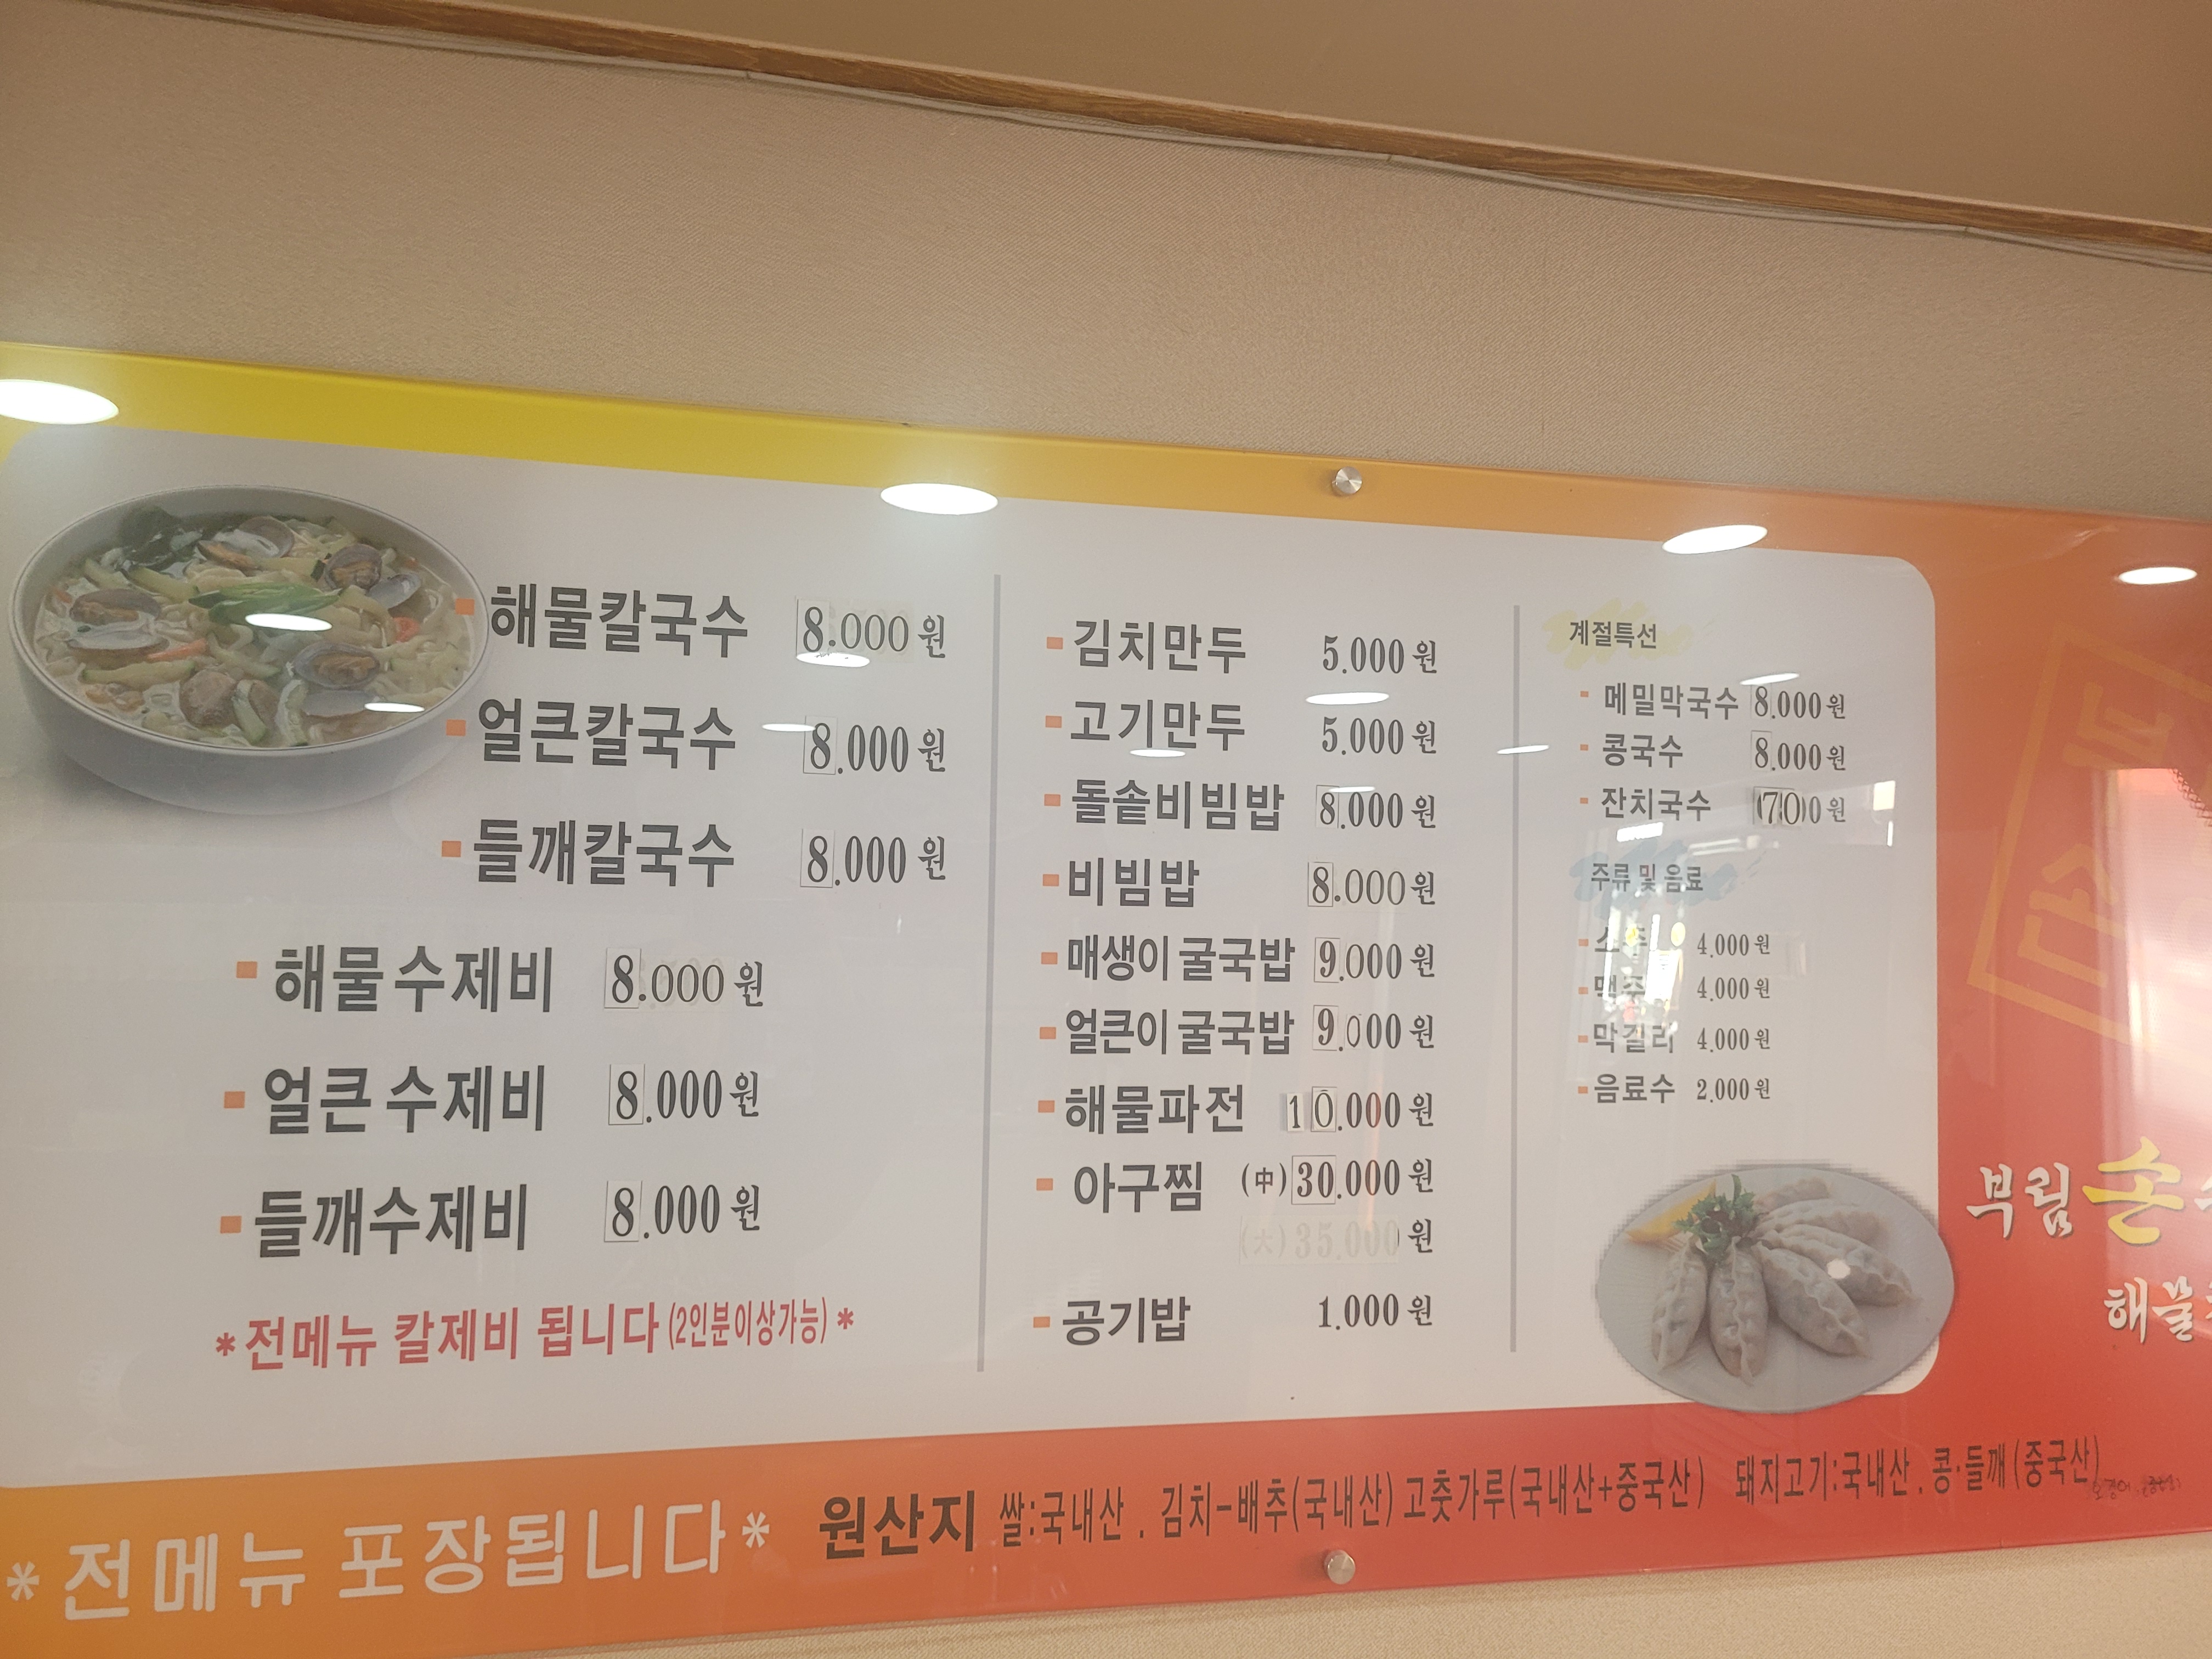 해물칼국수 8.000원
얼큰칼국수 8.000원
들깨칼국수 8.000원
해물수제비 8.000원
얼큰수제비 8.000원
들깨수제비 8.000원
*전메뉴 칼제비 됩니다(2인분이상가능)*
김치만두 5.000원
고기만두 5.000원
돌솥비빔밥 8.000원
비빔밥 8.000원
매생이굴국밥 9.000원
얼큰이굴국밥 9.000원
해물파전 10.000원
아구찜 (中)30.000원
(大)35.000원
공기밥 1.000원
계절특선
메밀막국수 8.000원
콩국수 8.000원
잔치국수 원
주류 및 음료
소주 4.000원
맥주 4.000원
막걸리 4.000원
음료수 2.000원
부림손
해물
*전메뉴 포장됩니다*
원산지 쌀:국내산 . 김치-배추(국내산) 고춧가루(국내산+중국산) 돼지고기:국내산 . 콩·들깨(중국산)